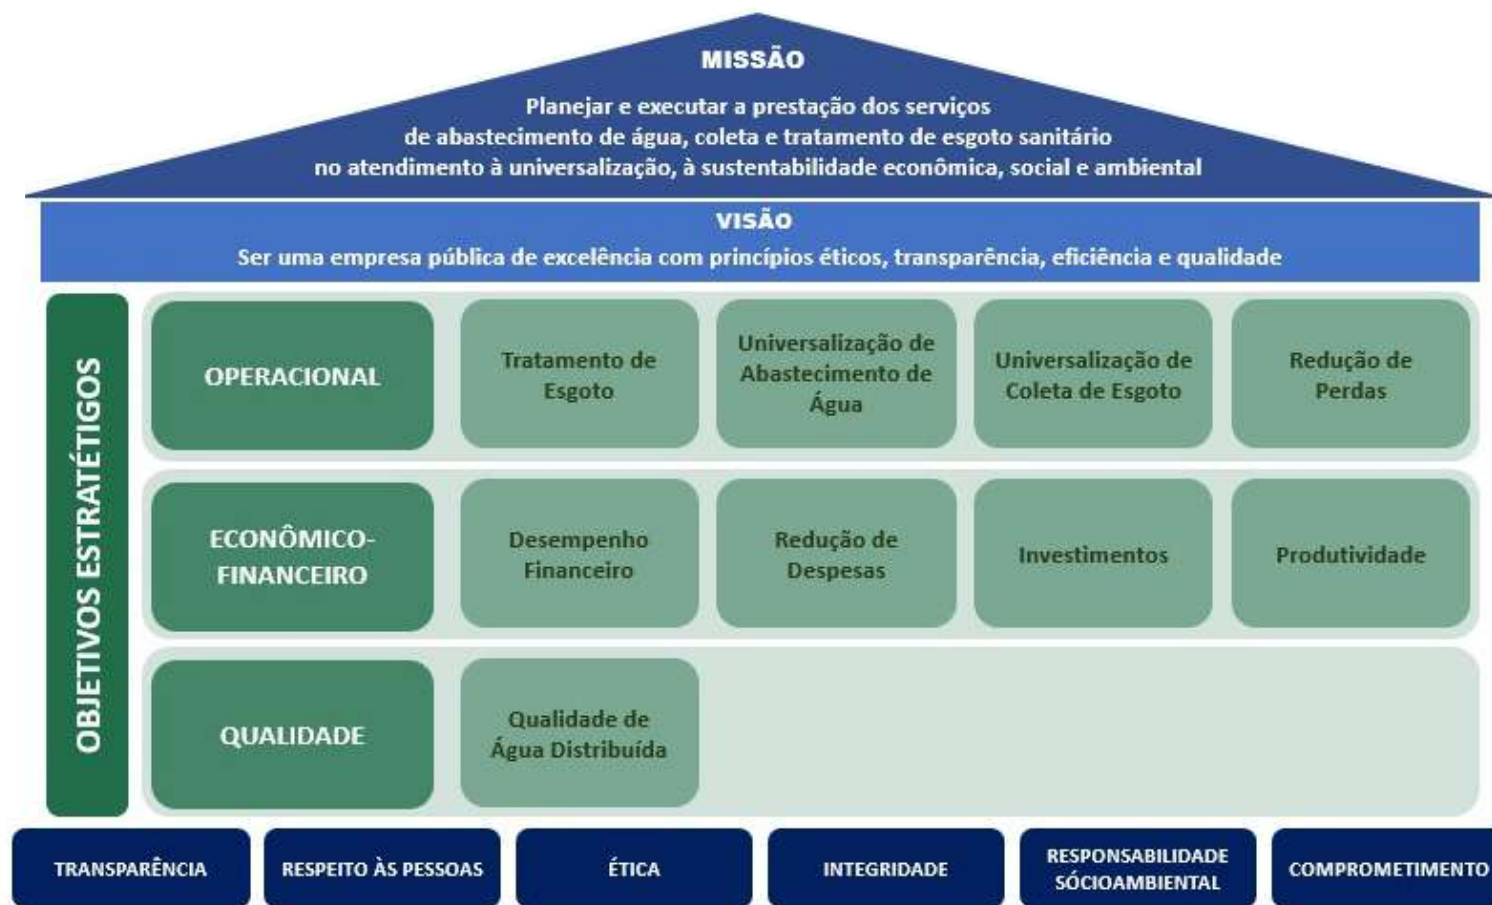 MISSÃO
Planejar e executar a prestação dos serviços
de abastecimento de água, coleta e tratamento de esgoto sanitário
no atendimento à universalização, à sustentabilidade econômica, social e ambiental
VISÃO
Ser uma empresa pública de excelência com princípios éticos, transparência, eficiência e qualidade
OBJETIVOS ESTRATÉTIGOS
OPERACIONAL
Tratamento de
Esgoto
Universalização de
Abastecimento de
Água
Universalização de
Coleta de Esgoto
Redução de
Perdas
ECONÔMICO-
FINANCEIRO
Desempenho
Financeiro
Redução de
Despesas
Investimentos
Produtividade
QUALIDADE
Qualidade de
Água Distribuída
TRANSPARÊNCIA
RESPEITO ÀS PESSOAS
ÉTICA
INTEGRIDADE
RESPONSABILIDADE
SÓCIOAMBIENTAL
COMPROMETIMENTO